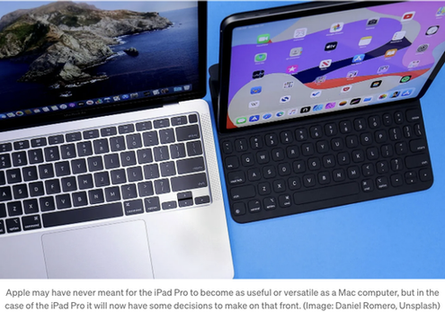 Apple may have never meant for the iPad Pro to become as useful or versatile as a Mac computer, but in the
case of the iPad Pro it will now have some decisions to make on that front. (Image: Daniel Romero, Unsplash)